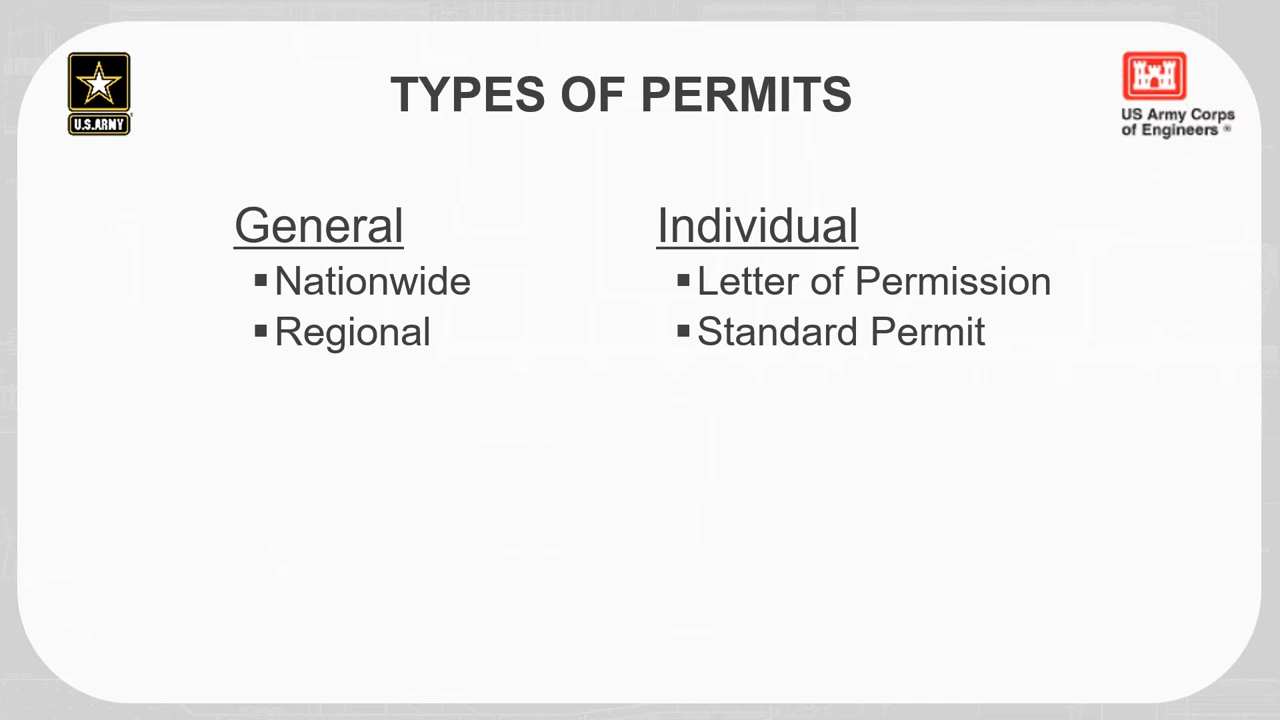 U.S.ARMY
TYPES OF PERMITS
US Army Corps
of Engineers ®
General
▪Nationwide
▪Regional
Individual
▪Letter of Permission
▪Standard Permit